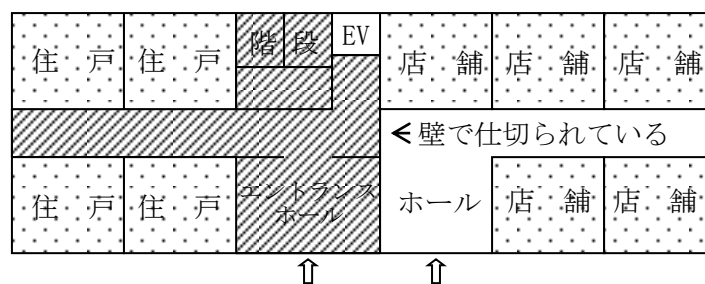 住 戸 住 戸 階 段 EV 店 舗 店 舗 店 舗
壁で仕切られている
住 戸 住 戸 エントランス ホール ホール 店 舗 店 舗